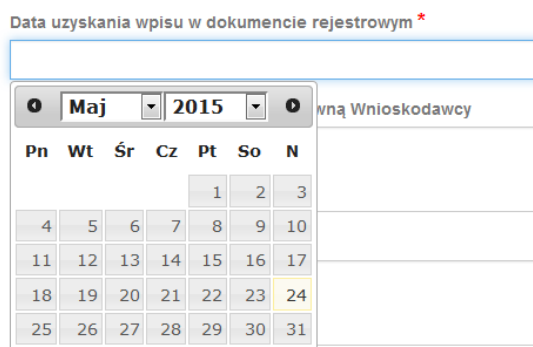 Data uzyskania wpisu w dokumencie rejestrowym *
Maj 2015
wną Wnioskodawcy
Pn Wt Śr Cz Pt So N
1 2 3
4 5 6 7 8 9 10
11 12 13 14 15 16 17
18 19 20 21 22 23 24
25 26 27 28 29 30 31